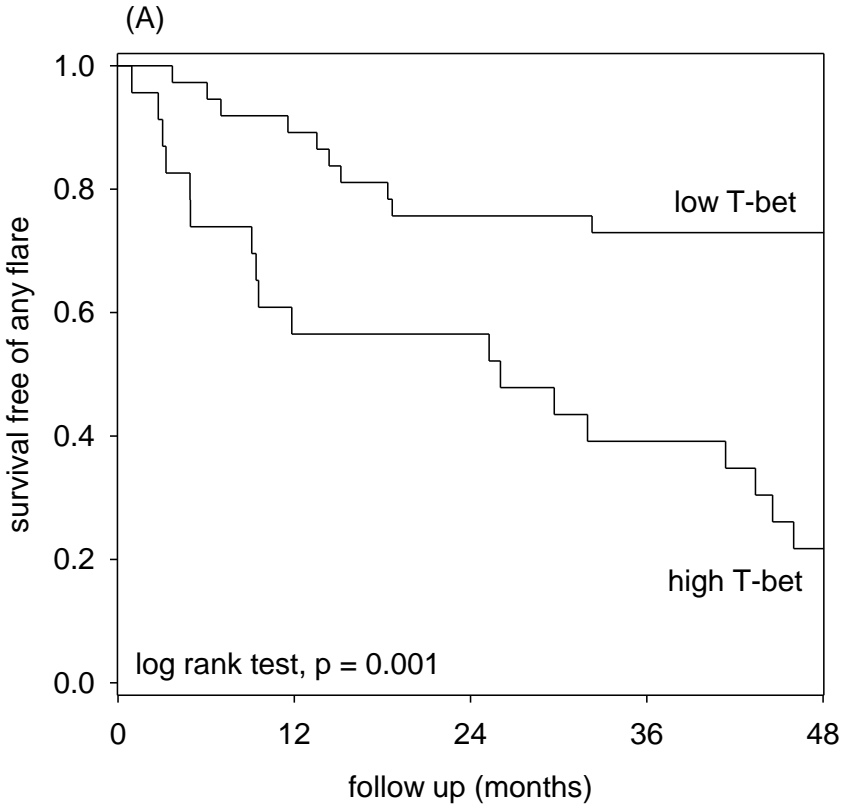 (A)
1.0
0.8
0.6
0.4
0.2
0.0
survival free of any flare
low T-bet
high T-bet
log rank test, p = 0.001
0 12 24 36 48
follow up (months)